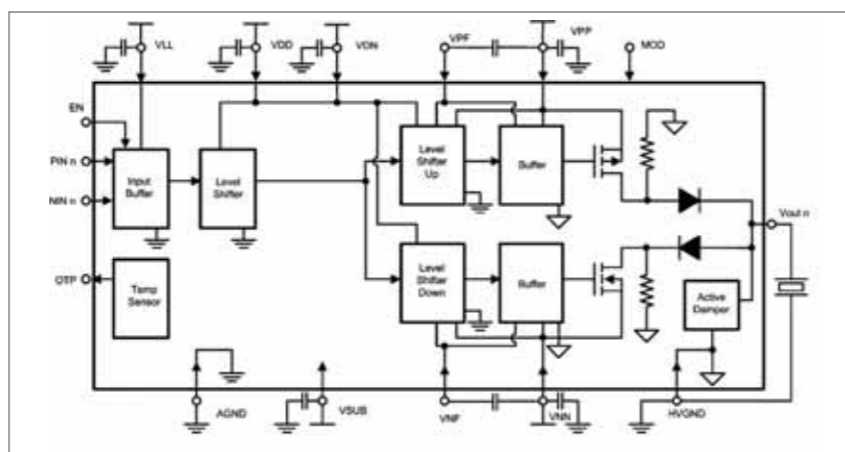 VLL
VDD
VDN
VPF
VPP
MOD
EN
PIN n
NIN n
Input
Buffer
Level
Shifter
Level
Shifter
Up
Buffer
Vout n
OTP
Temp
Sensor
Level
Shifter
Down
Buffer
Active
Damper
AGND
VSUB
VNF
VNN
HVGND